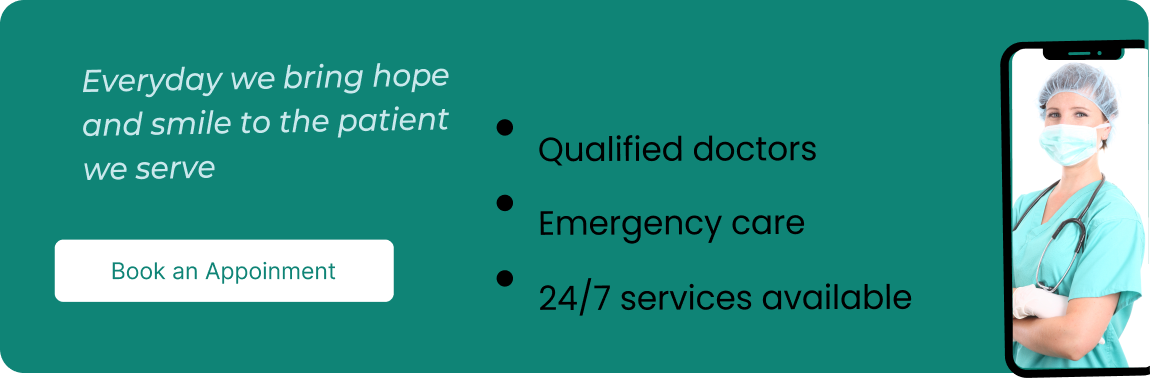 Everyday we bring hope
and smile to the patient
we serve
Book an Appoinment
Qualified doctors
Emergency care
24/7 services available